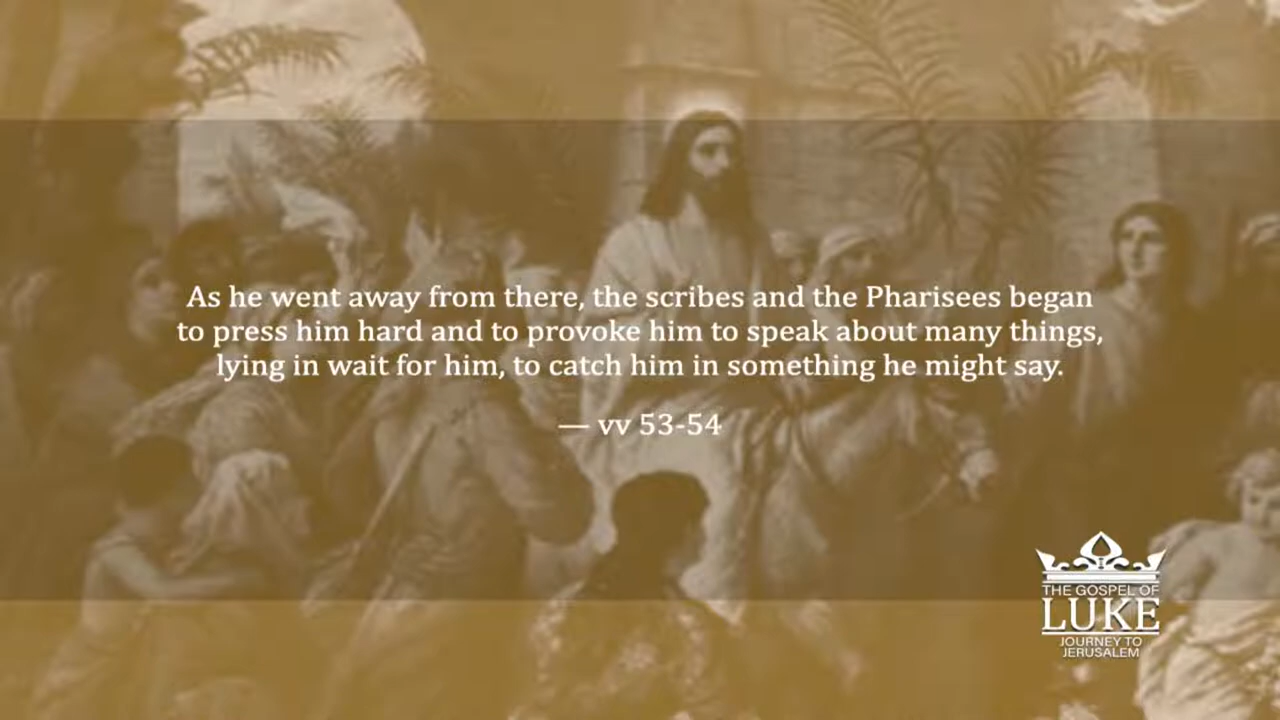 As he went away from there, the scribes and the Pharisees began
to press him hard and to provoke him to speak about many things,
lying in wait for him, to catch him in something he might say.
— vv 53-54
THE GOSPEL OF
LUKE
JOURNEY TO
JERUSALEM